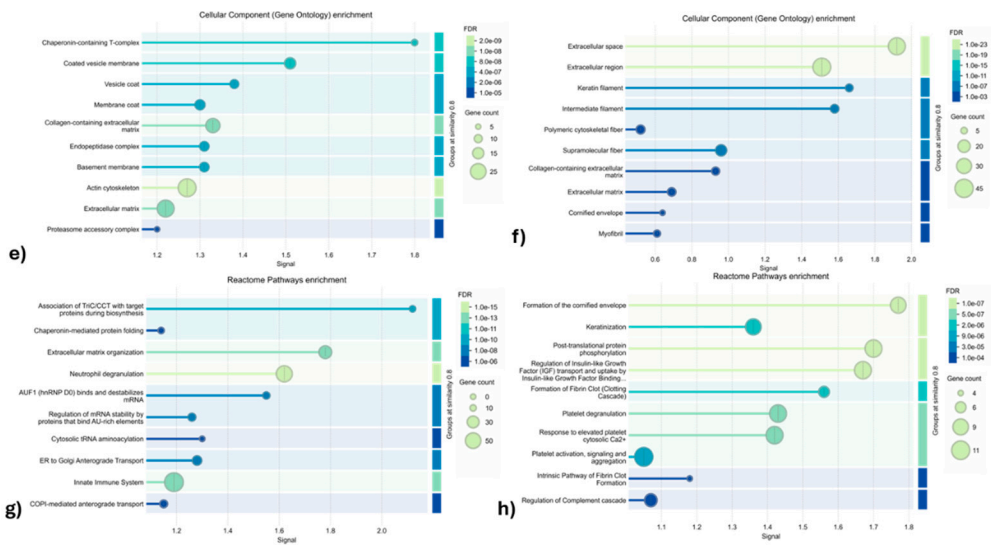 Cellular Component (Gene Ontology) enrichment
Chaperonin-containing T-complex
Coated vesicle membrane
Vesicle coat
Membrane coat
Collagen-containing extracellular
matrix
Endopeptidase complex
Basement membrane
Actin cytoskeleton
Extracellular matrix
Proteasome accessory complex
1.2 1.3 1.4 1.5 1.6 1.7 1.8
Signal
Groups at similarity 0.8
FDR
2.0e-09
1.0e-08
8.0e-08
4.0e-07
2.0e-06
1.0e-05
Gene count
5
10
15
25
e)
Cellular Component (Gene Ontology) enrichment
Extracellular space
Extracellular region
Keratin filament
Intermediate filament
Polymeric cytoskeletal fiber
Supramolecular fiber
Collagen-containing extracellular
matrix
Extracellular matrix
Cornified envelope
Myofibril
0.6 0.8 1.0 1.2 1.4 1.6 1.8 2.0
Signal
Groups at similarity 0.8
FDR
1.0e-23
1.0e-19
1.0e-15
1.0e-11
1.0e-07
1.0e-03
Gene count
5
20
30
45
f)
Reactome Pathways enrichment
Association of TriC/CCT with target
proteins during biosynthesis
Chaperone-mediated protein folding
Extracellular matrix organization
Neutrophil degranulation
AUF1 (hnRNP D0) binds and destabilizes
mRNA
Regulation of mRNA stability by
proteins that bind AU-rich elements
Cytosolic tRNA aminoacylation
ER to Golgi Anterograde Transport
Innate Immune System
COPI-mediated anterograde transport
1.2 1.4 1.6 1.8 2.0
Signal
Groups at similarity 0.8
FDR
1.0e-15
1.0e-13
1.0e-11
1.0e-10
1.0e-08
1.0e-06
Gene count
0
10
30
50
g)
Reactome Pathways enrichment
Formation of the cornified envelope
Keratinization
Post-translational protein
phosphorylation
Regulation of Insulin-like Growth
Factor (IGF) transport and uptake by
Insulin-like Growth Factor Binding...
Formation of Fibrin Clot (Clotting
Cascade)
Platelet degranulation
Response to elevated platelet
cytosolic Ca2+
Platelet activation, signaling and
aggregation
Intrinsic Pathway of Fibrin Clot
Formation
Regulation of Complement cascade
1.1 1.2 1.3 1.4 1.5 1.6 1.7 1.8
Signal
Groups at similarity 0.8
FDR
1.0e-07
5.0e-07
2.0e-06
9.0e-06
3.0e-05
1.0e-04
Gene count
4
6
9
11
h)